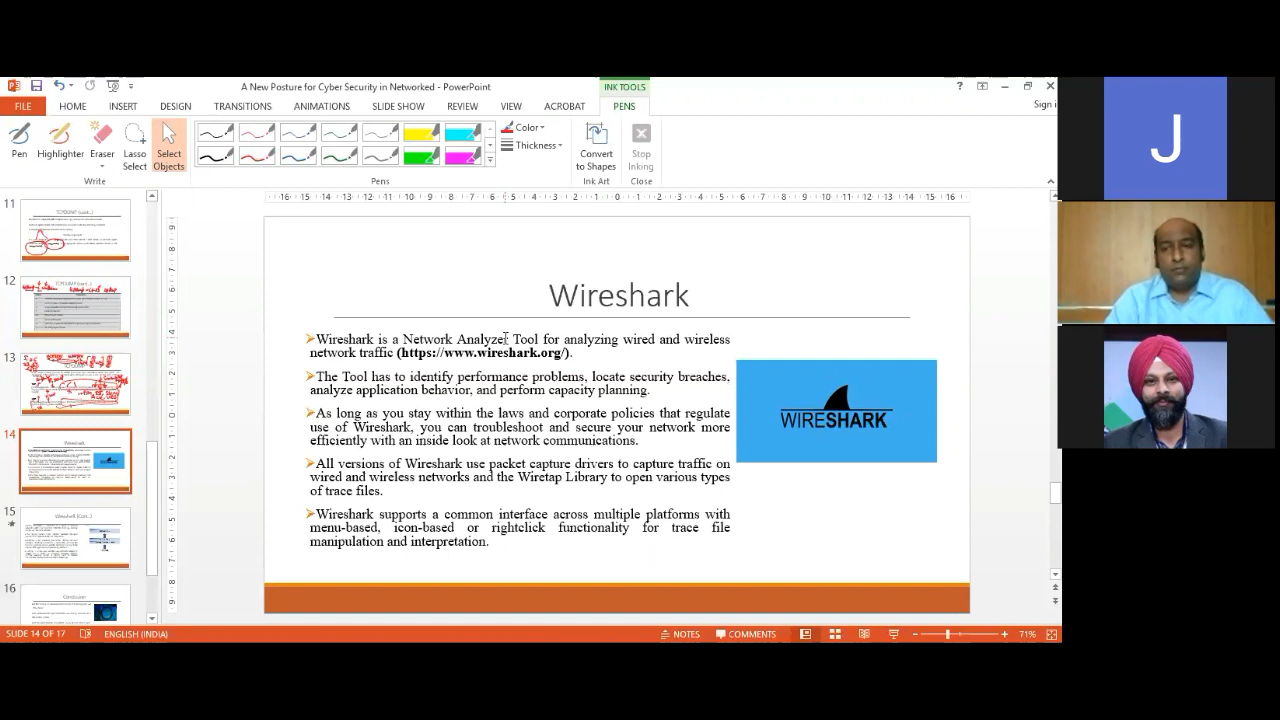 A New Posture for Cyber Security in Networked - PowerPoint
INK TOOLS
Sign i
FILE
HOME
INSERT
DESIGN
TRANSITIONS
ANIMATIONS
SLIDE SHOW
REVIEW
VIEW
ACROBAT
PENS
Pen
Highlighter
Eraser
Lasso
Select
Select
Objects
Color
Thickness
Convert
to Shapes
Stop
Inking
Write
Pens
Ink Art
Close
11
12
13
14
15
16
Wireshark
Wireshark is a Network Analyzer Tool for analyzing wired and wireless
network traffic (https://www.wireshark.org/).
The Tool has to identify performance problems, locate security breaches,
analyze application behavior, and perform capacity planning.
As long as you stay within the laws and corporate policies that regulate
use of Wireshark, you can troubleshoot and secure your network more
efficiently with an inside look at network communications.
All versions of Wireshark use packet capture drivers to capture traffic on
wired and wireless networks and the Wiretap Library to open various types
of trace files.
Wireshark supports a common interface across multiple platforms with
menu-based, icon-based or rightclick functionality for trace file
manipulation and interpretation.
WIRESHARK
SLIDE 14 OF 17
ENGLISH (INDIA)
NOTES
COMMENTS
71%
J